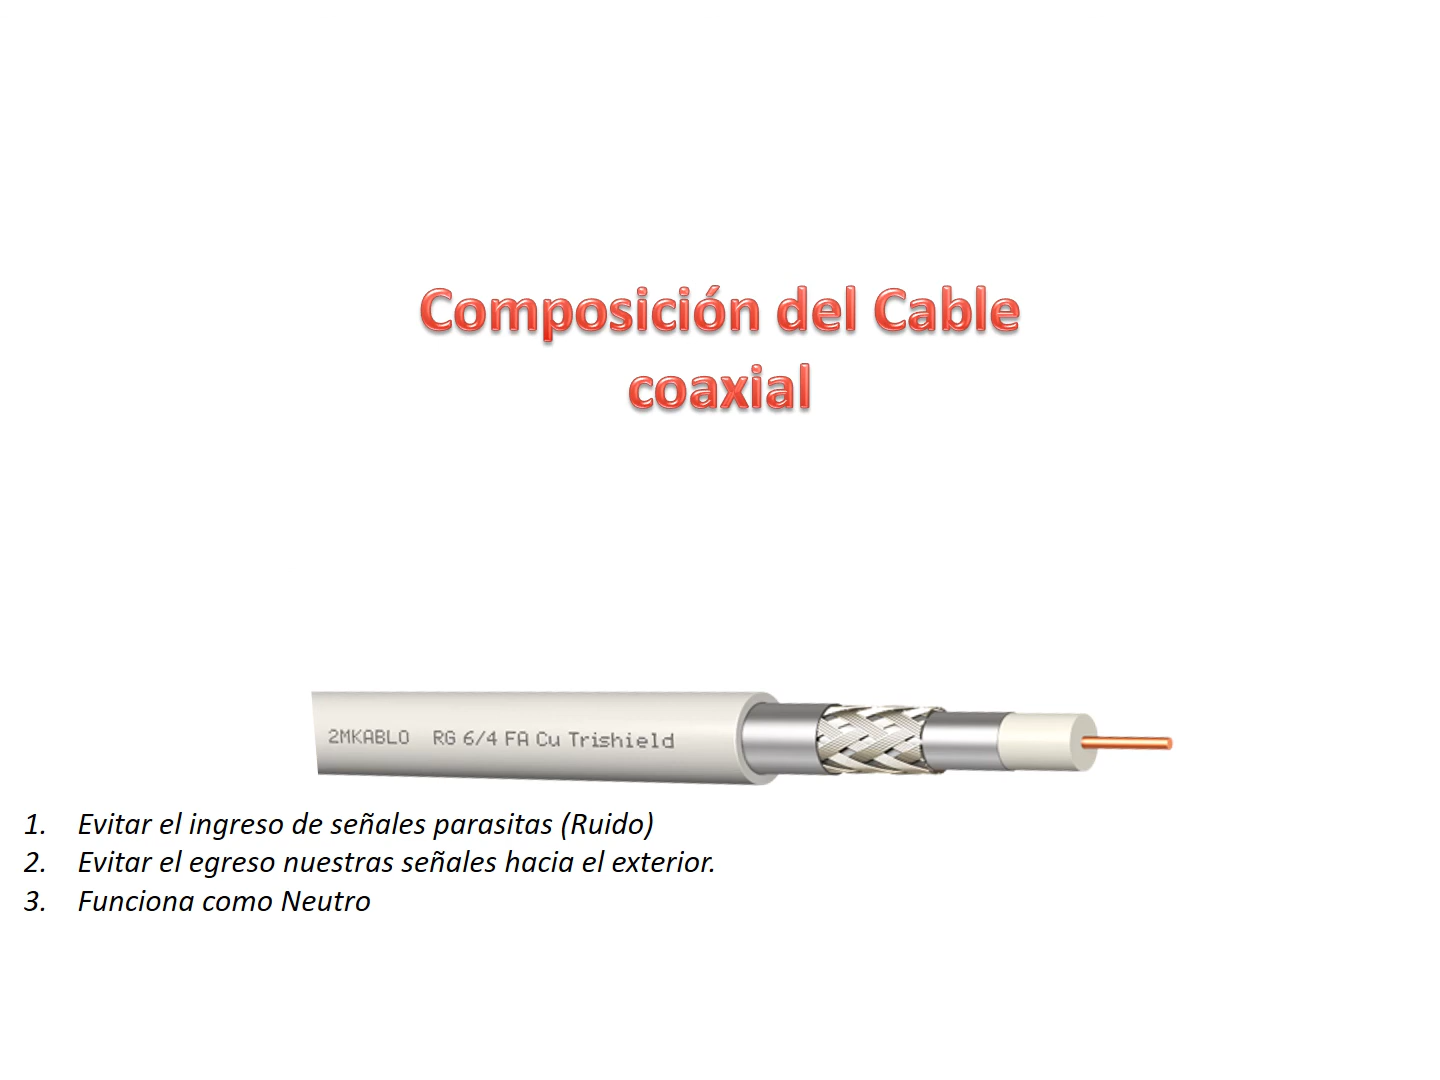 Composición del Cable
coaxial
2MKABLO RG 6/4 FA Cu Trishield
1. Evitar el ingreso de señales parasitas (Ruido)
2. Evitar el egreso nuestras señales hacia el exterior.
3. Funciona como Neutro